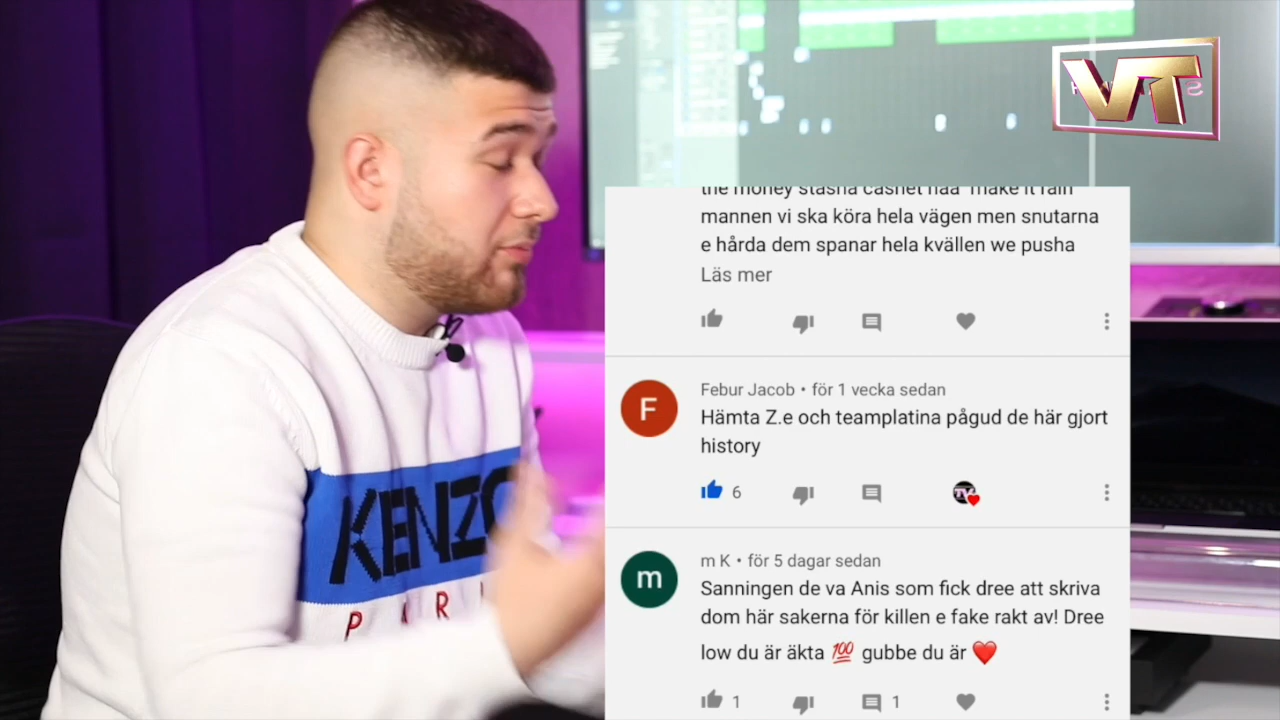 VT
the money stasha cashet haa make it rain
mannen vi ska köra hela vägen men snutarna
e hårda dem spanar hela kvällen we pusha
Läs mer
F
Febur Jacob • för 1 vecka sedan
Hämta Z.e och teamplatina pågud de här gjort
history
6
m
m K • för 5 dagar sedan
Sanningen de va Anis som fick dree att skriva
dom här sakerna för killen e fake rakt av! Dree
low du är äkta 💯 gubbe du är ❤️
1
1
KENZO
PAR